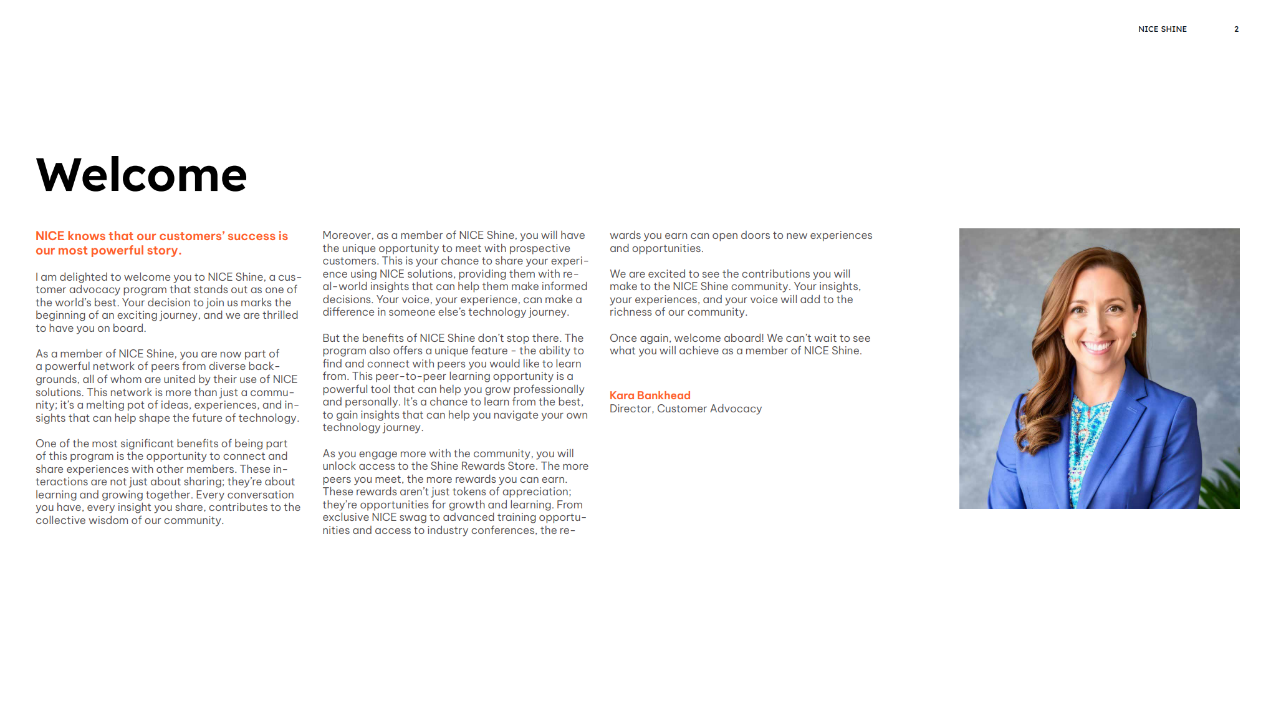 NICE SHINE 2
Welcome
NICE knows that our customers' success is
our most powerful story.
I am delighted to welcome you to NICE Shine, a cus-
tomer advocacy program that stands out as one of
the world's best. Your decision to join us marks the
beginning of an exciting journey, and we are thrilled
to have you on board.
As a member of NICE Shine, you are now part of
a powerful network of peers from diverse back-
grounds, all of whom are united by their use of NICE
solutions. This network is more than just a commu-
nity; it's a melting pot of ideas, experiences, and in-
sights that can help shape the future of technology.
One of the most significant benefits of being part
of this program is the opportunity to connect and
share experiences with other members. These in-
teractions are not just about sharing; they're about
learning and growing together. Every conversation
you have, every insight you share, contributes to the
collective wisdom of our community.
Moreover, as a member of NICE Shine, you will have
the unique opportunity to meet with prospective
customers. This is your chance to share your experi-
ence using NICE solutions, providing them with re-
al-world insights that can help them make informed
decisions. Your voice, your experience, can make a
difference in someone else's technology journey.
But the benefits of NICE Shine don't stop there. The
program also offers a unique feature - the ability to
find and connect with peers you would like to learn
from. This peer-to-peer learning opportunity is a
powerful tool that can help you grow professionally
and personally. It's a chance to learn from the best,
to gain insights that can help you navigate your own
technology journey.
As you engage more with the community, you will
unlock access to the Shine Rewards Store. The more
peers you meet, the more rewards you can earn.
These rewards aren't just tokens of appreciation;
they're opportunities for growth and learning. From
exclusive NICE swag to advanced training opportu-
nities and access to industry conferences, the re-
wards you earn can open doors to new experiences
and opportunities.
We are excited to see the contributions you will
make to the NICE Shine community. Your insights,
your experiences, and your voice will add to the
richness of our community.
Once again, welcome aboard! We can't wait to see
what you will achieve as a member of NICE Shine.
Kara Bankhead
Director, Customer Advocacy